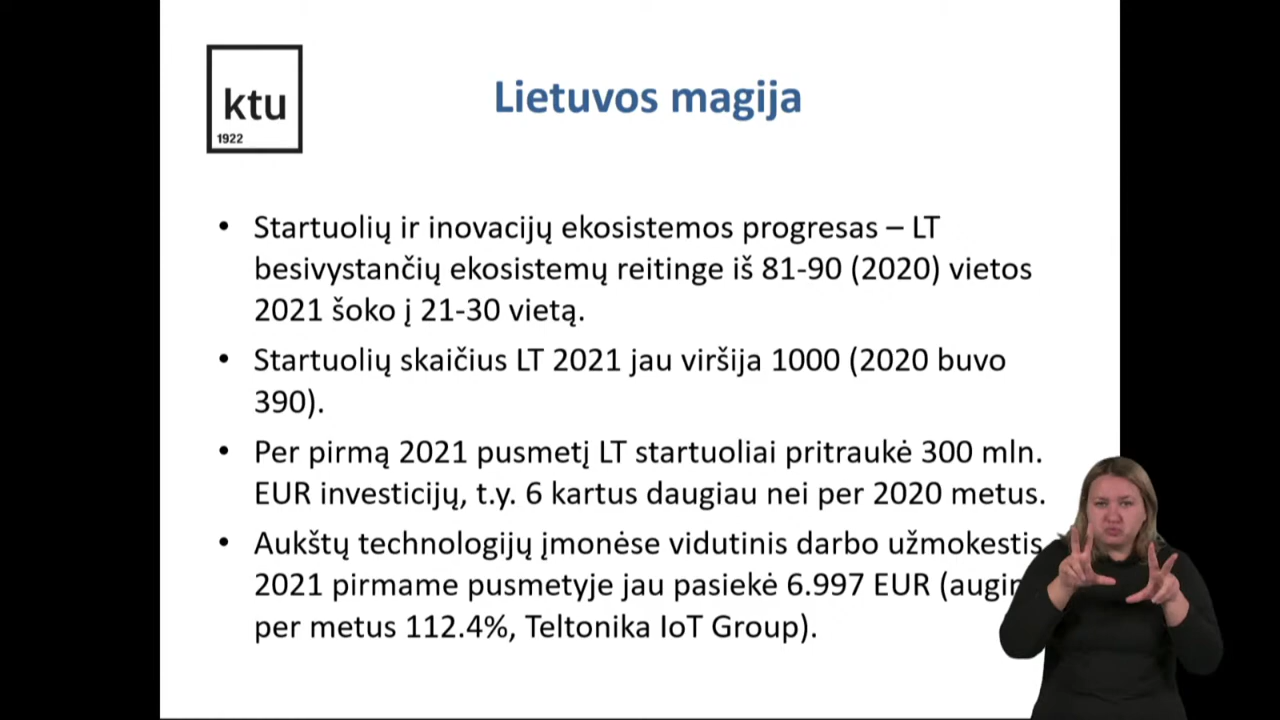 ktu
1922
Lietuvos magija
• Startuolių ir inovacijų ekosistemos progresas – LT
besivystančių ekosistemų reitinge iš 81-90 (2020) vietos
2021 šoko į 21-30 vietą.
• Startuolių skaičius LT 2021 jau viršija 1000 (2020 buvo
390).
• Per pirmą 2021 pusmetį LT startuoliai pritraukė 300 mln.
EUR investicijų, t.y. 6 kartus daugiau nei per 2020 metus.
• Aukštų technologijų įmonėse vidutinis darbo užmokestis
2021 pirmame pusmetyje jau pasiekė 6.997 EUR
per metus 112.4%, Teltonika IoT Group).